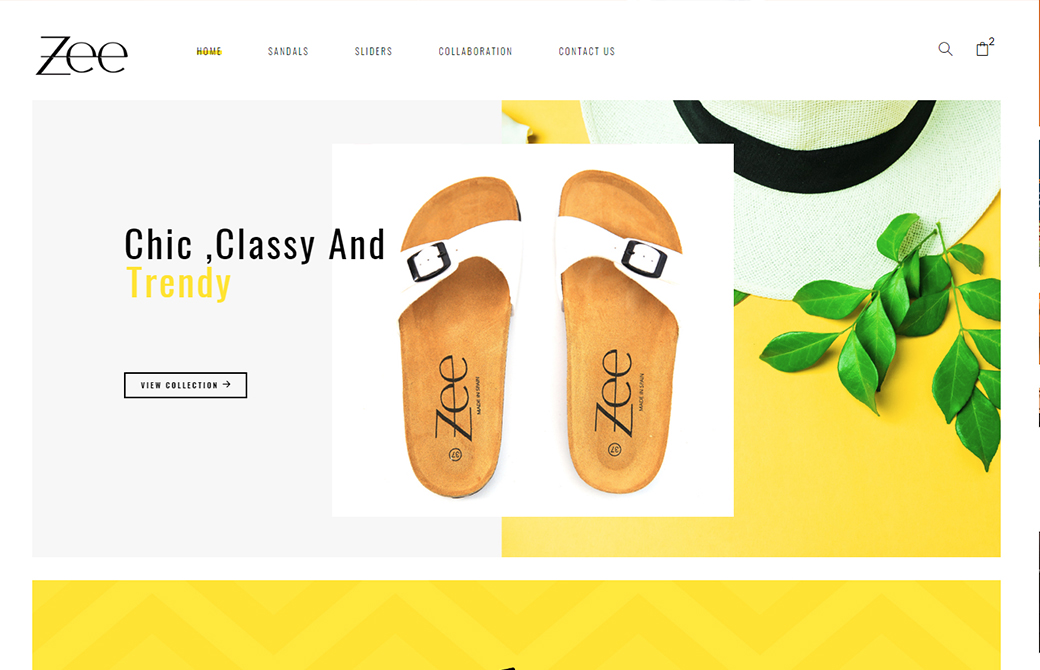 Zee
HOME
SANDALS
SLIDERS
COLLABORATION
CONTACT US
2
Chic ,Classy And
Trendy
VIEW COLLECTION →
Zee
MADE IN SPAIN
37
Zee
MADE IN SPAIN
37